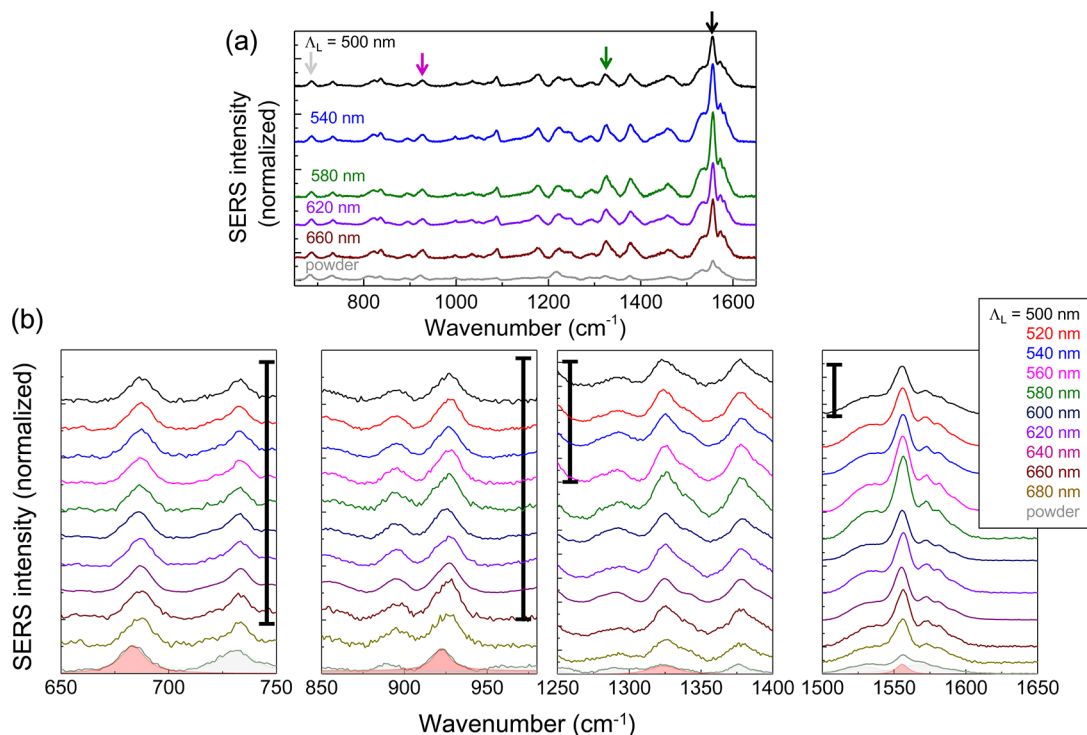 (a)
Λ_L = 500 nm
540 nm
580 nm
620 nm
660 nm
powder
SERS intensity
(normalized)
800 1000 1200 1400 1600
Wavenumber (cm⁻¹)
(b)
SERS intensity (normalized)
650 700 750
850 900 950
1250 1300 1350 1400
1500 1550 1600 1650
Wavenumber (cm⁻¹)
Λ_L = 500 nm
520 nm
540 nm
560 nm
580 nm
600 nm
620 nm
640 nm
660 nm
680 nm
powder